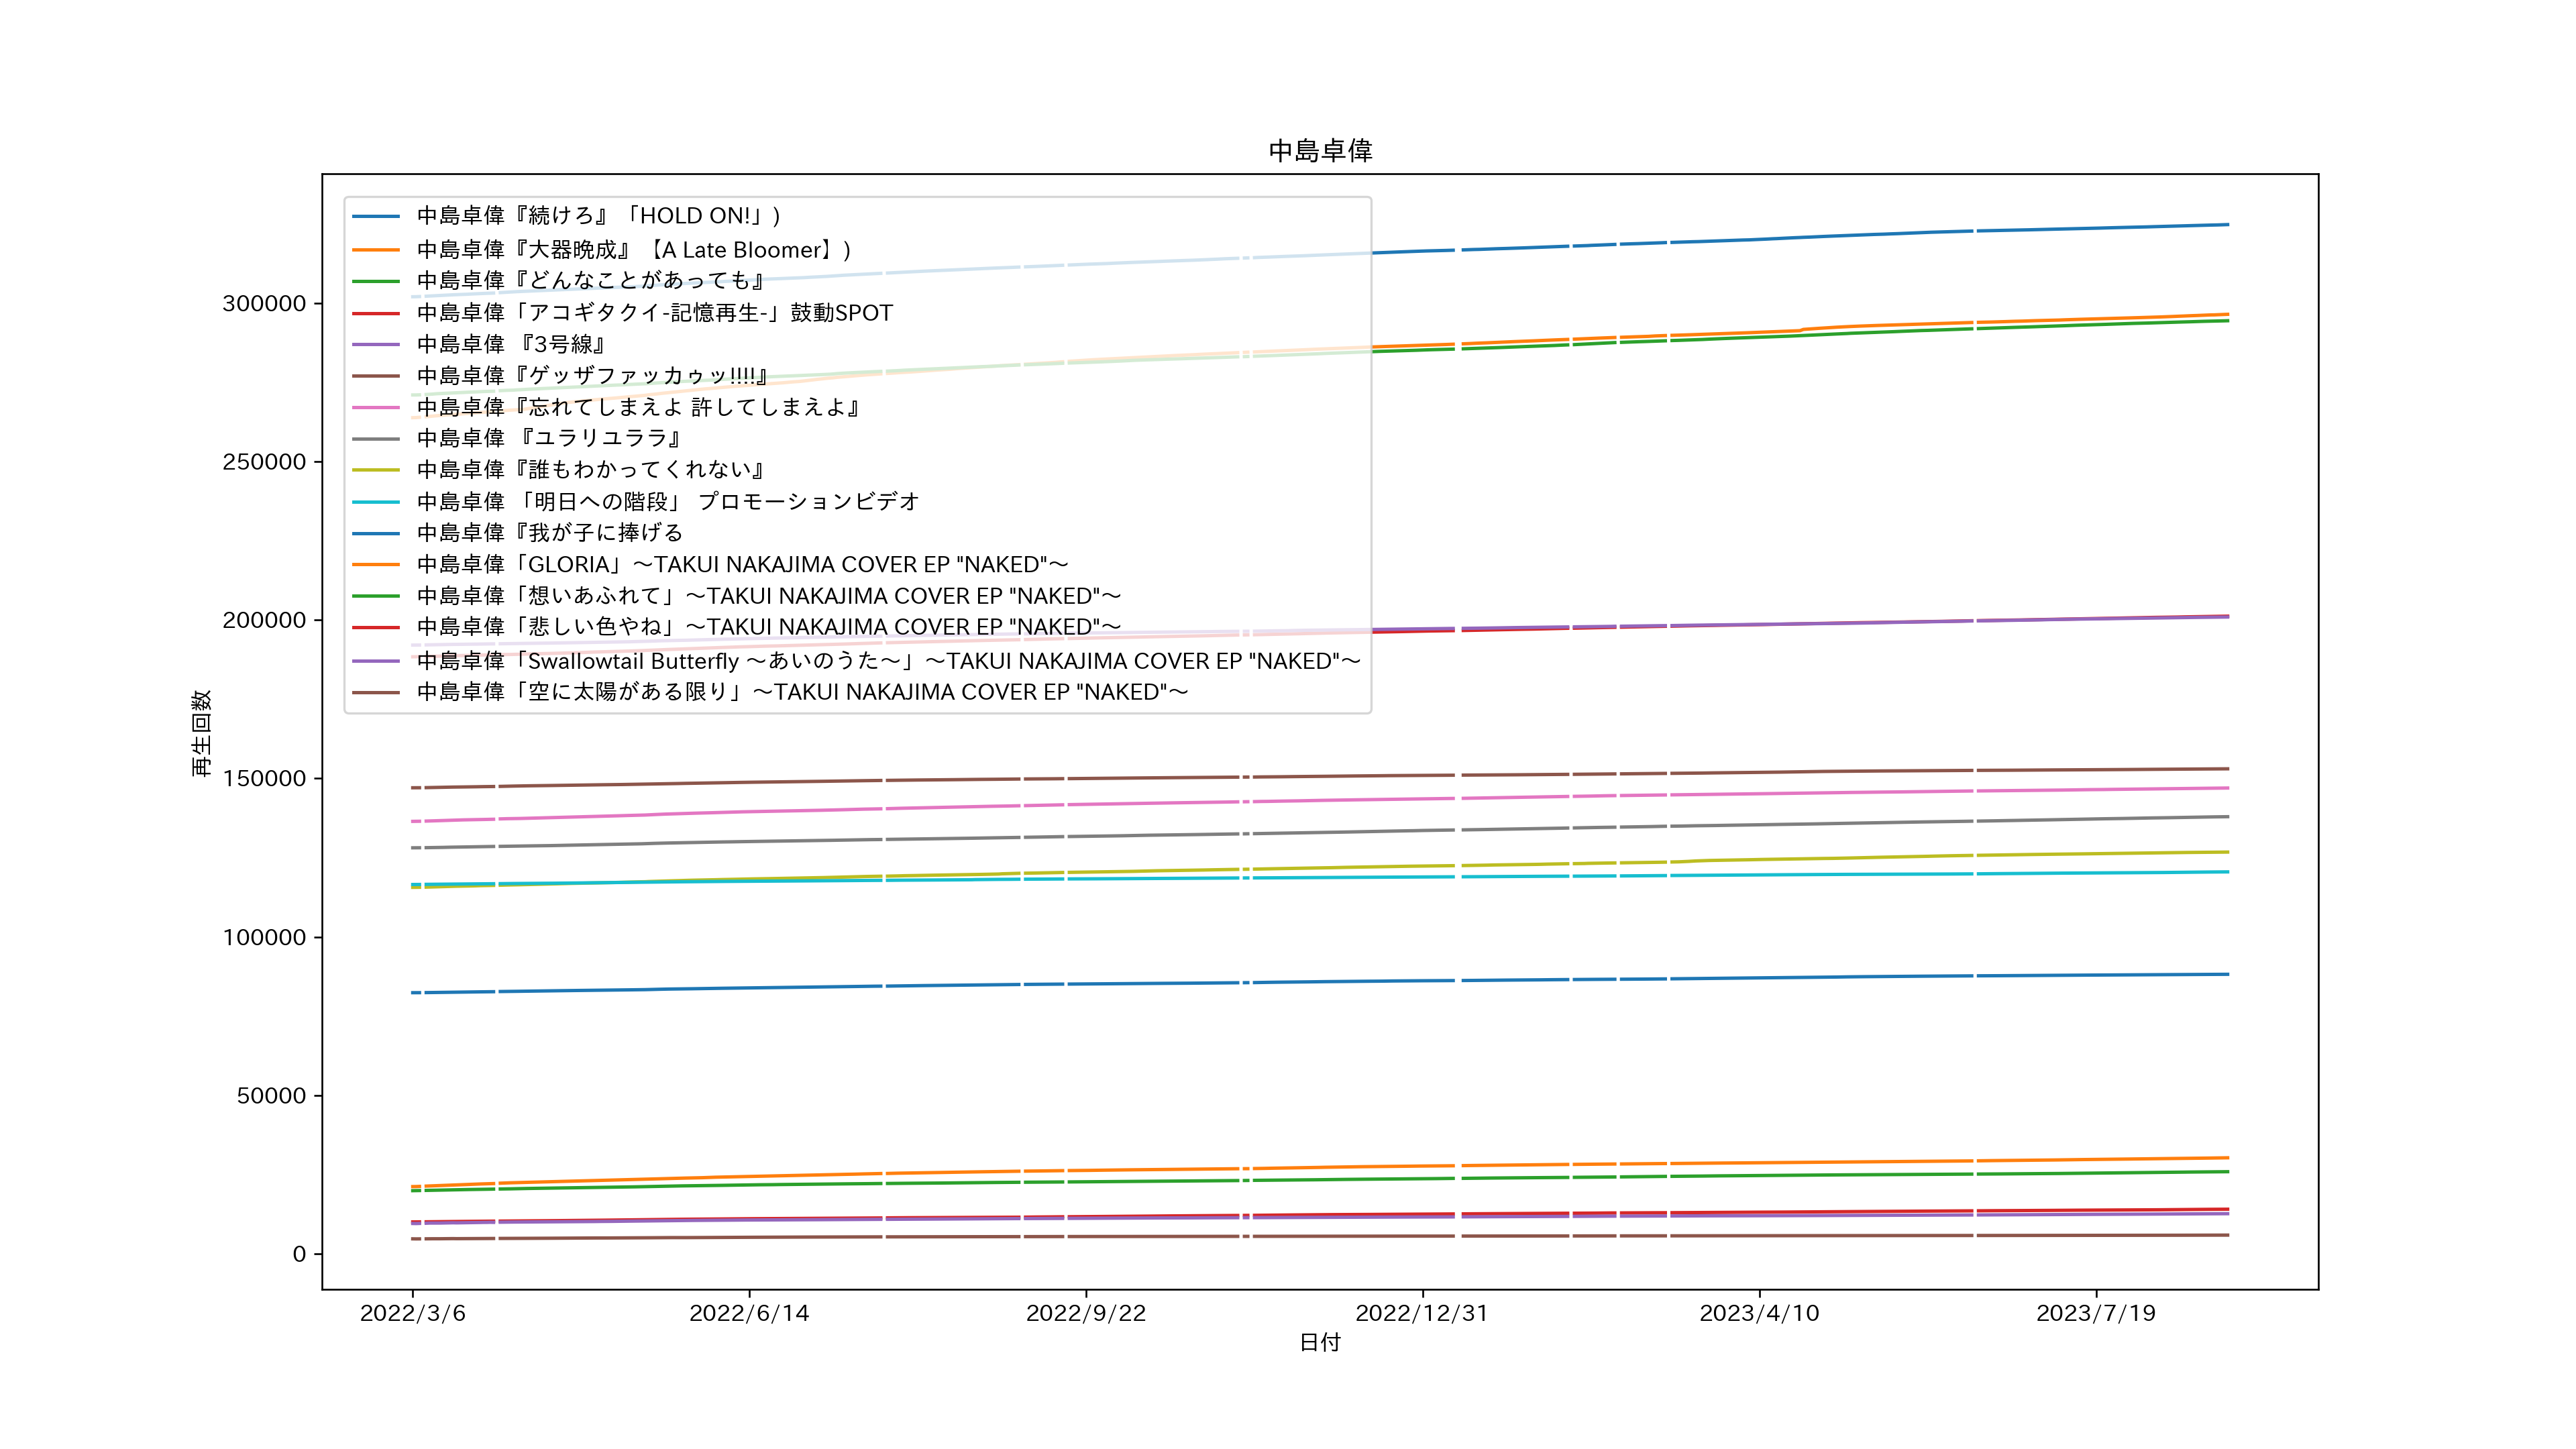 中島卓偉
中島卓偉『続けろ』「HOLD ON!」)
中島卓偉『大器晩成』【A Late Bloomer】)
中島卓偉『どんなことがあっても』
中島卓偉「アコギタクイ-記憶再生-」鼓動SPOT
中島卓偉 『3号線』
中島卓偉『ゲッザファッカゥッ!!!!』
中島卓偉『忘れてしまえよ 許してしまえよ』
中島卓偉 『ユラリユララ』
中島卓偉『誰もわかってくれない』
中島卓偉 「明日への階段」 プロモーションビデオ
中島卓偉『我が子に捧げる
中島卓偉「GLORIA」〜TAKUI NAKAJIMA COVER EP "NAKED"〜
中島卓偉「想いあふれて」〜TAKUI NAKAJIMA COVER EP "NAKED"〜
中島卓偉「悲しい色やね」〜TAKUI NAKAJIMA COVER EP "NAKED"〜
中島卓偉「Swallowtail Butterfly 〜あいのうた〜」〜TAKUI NAKAJIMA COVER EP "NAKED"〜
中島卓偉「空に太陽がある限り」〜TAKUI NAKAJIMA COVER EP "NAKED"〜
再生回数
300000
250000
200000
150000
100000
50000
0
2022/3/6
2022/6/14
2022/9/22
2022/12/31
2023/4/10
2023/7/19
日付